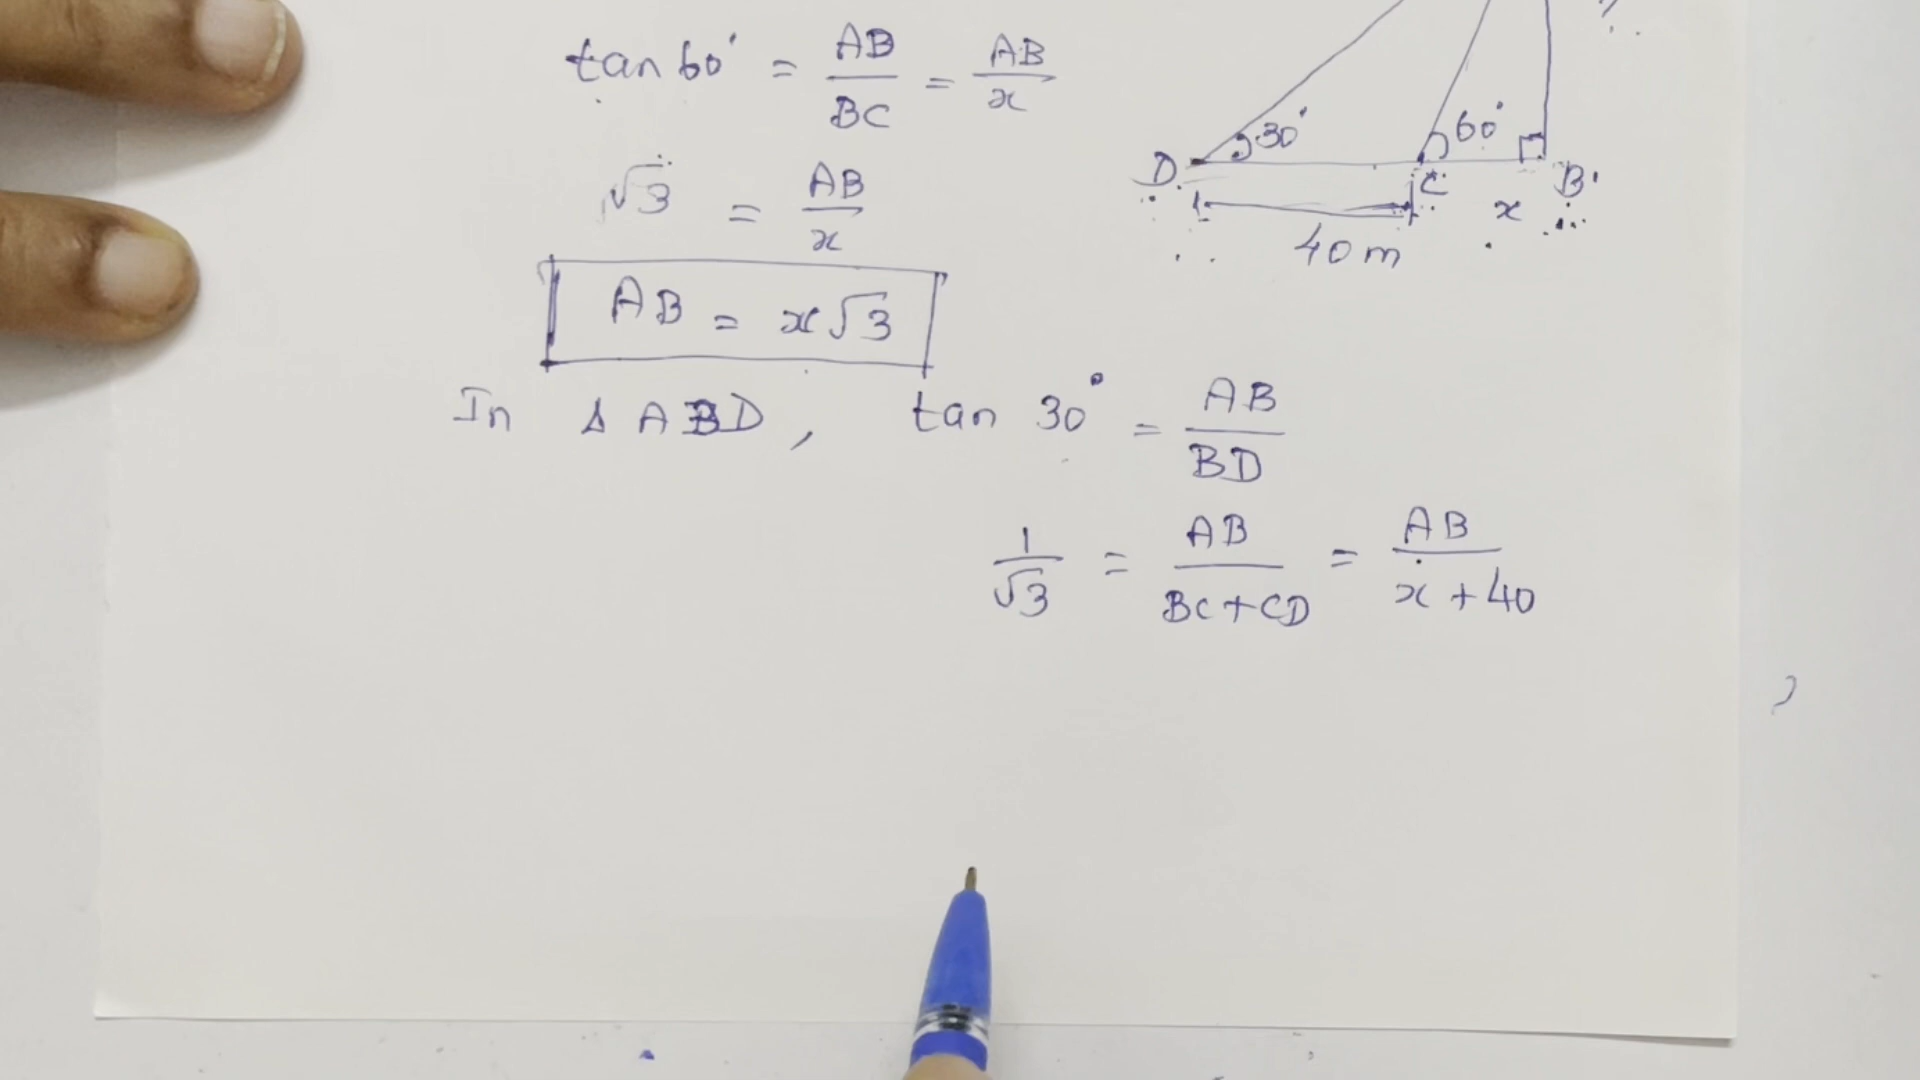 tan 60° = AB/BC = AB/x
√3 = AB/x
AB = x√3
30°
60°
D
C
x
B
40 m
In Δ ABD, tan 30° = AB/BD
1/√3 = AB/BC+CD = AB/x+40